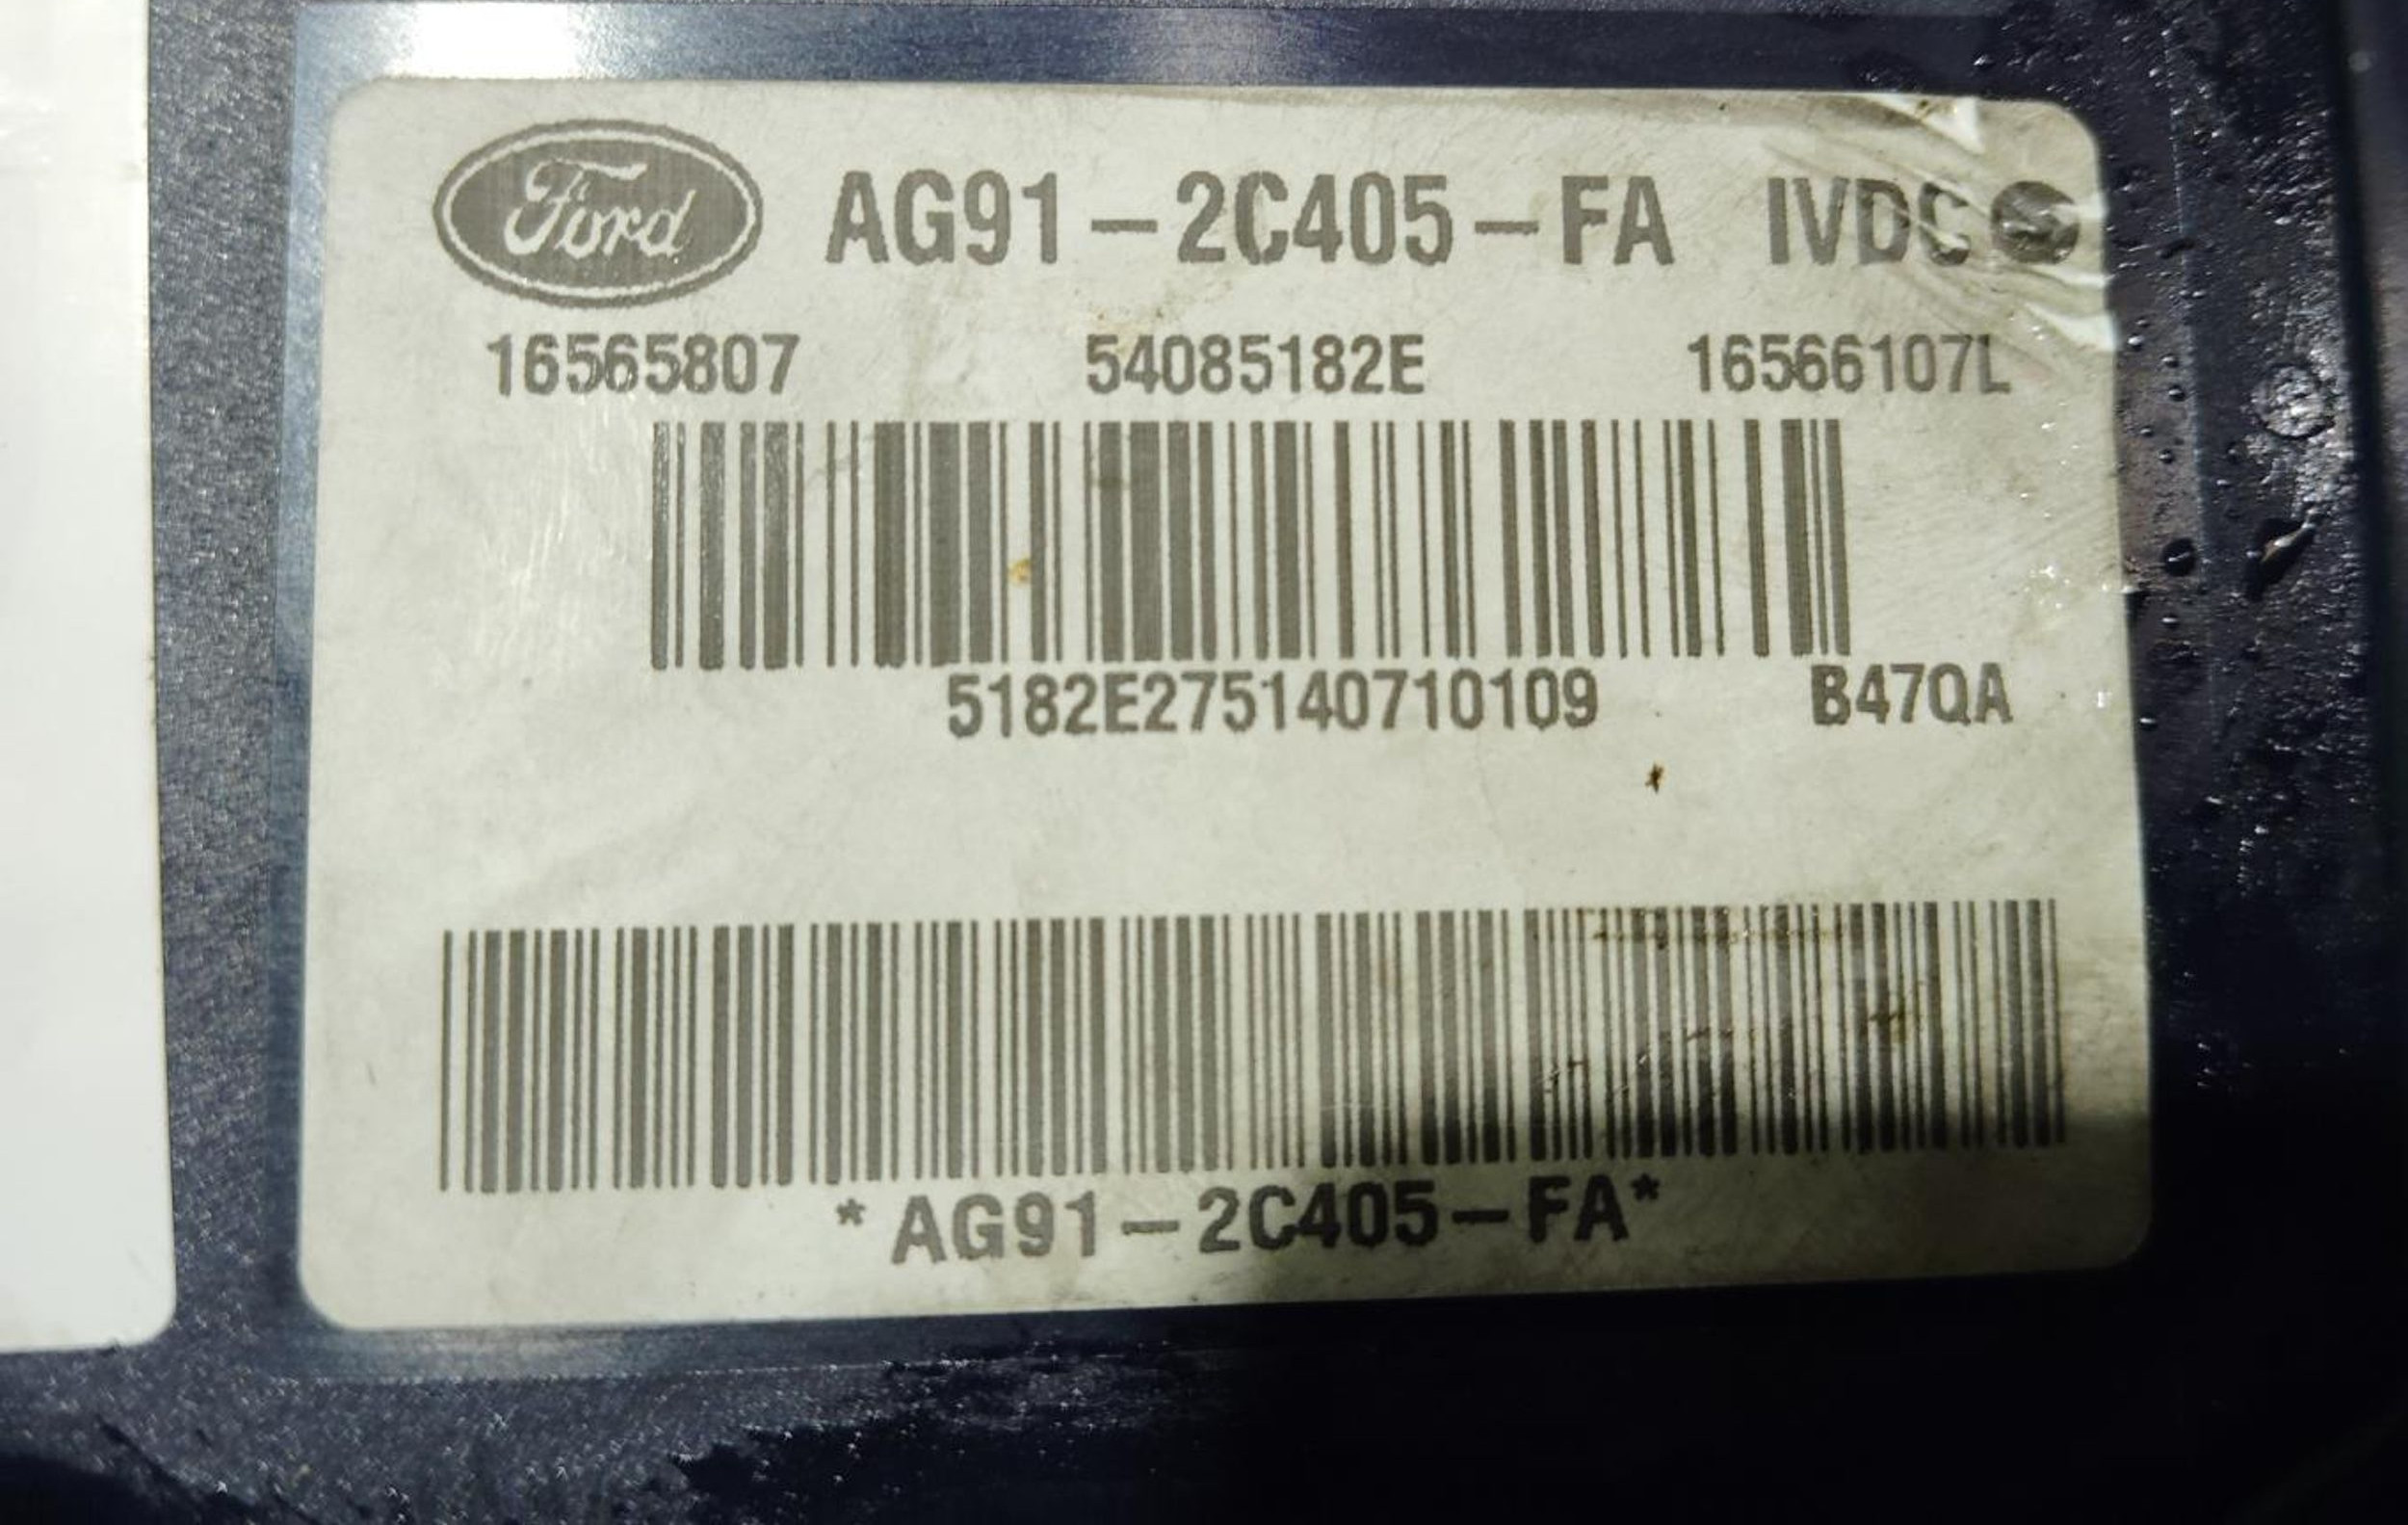 Ford AG91-2C405-FA IVDC
16565807 54085182E 16566107L
5182E275140710109 B47QA
*AG91-2C405-FA*